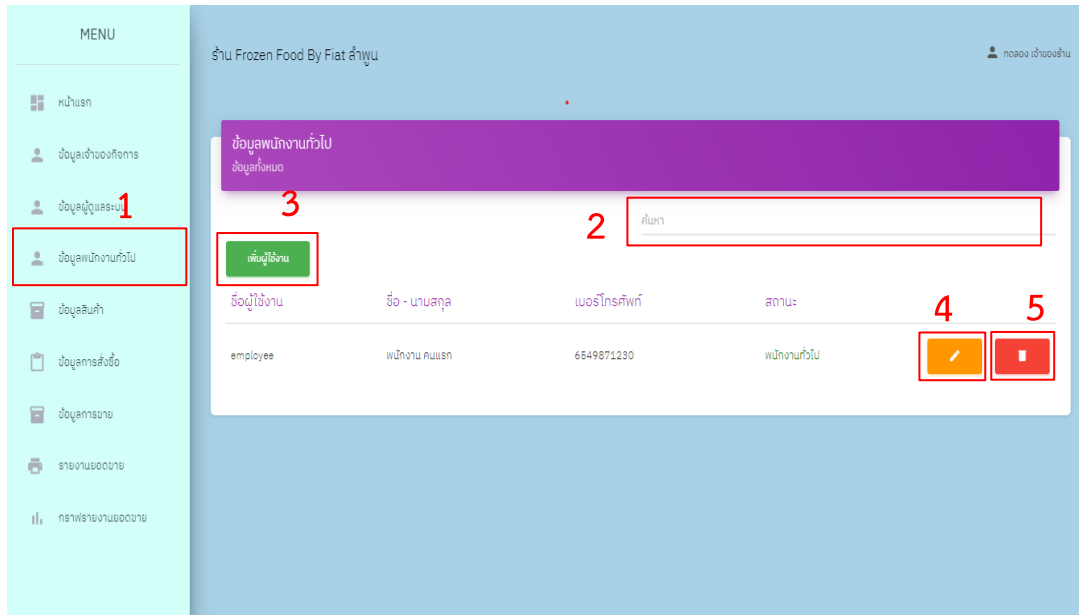 MENU
ร้าน Frozen Food By Fiat ลำพูน
ทดลอง เจ้าของร้าน
หน้าแรก
ข้อมูลเจ้าของกิจการ
ข้อมูลผู้ดูแลระบบ
1
ข้อมูลพนักงานทั่วไป
ข้อมูลสินค้า
ข้อมูลการสั่งซื้อ
ข้อมูลการขาย
รายงานยอดขาย
กราฟรายงานยอดขาย
ข้อมูลพนักงานทั่วไป
ข้อมูลทั้งหมด
3
2
ค้นหา
เพิ่มผู้ใช้งาน
ชื่อผู้ใช้งาน ชื่อ - นามสกุล เบอร์โทรศัพท์ สถานะ
4 5
employee พนักงาน คนแรก 6549871230 พนักงานทั่วไป